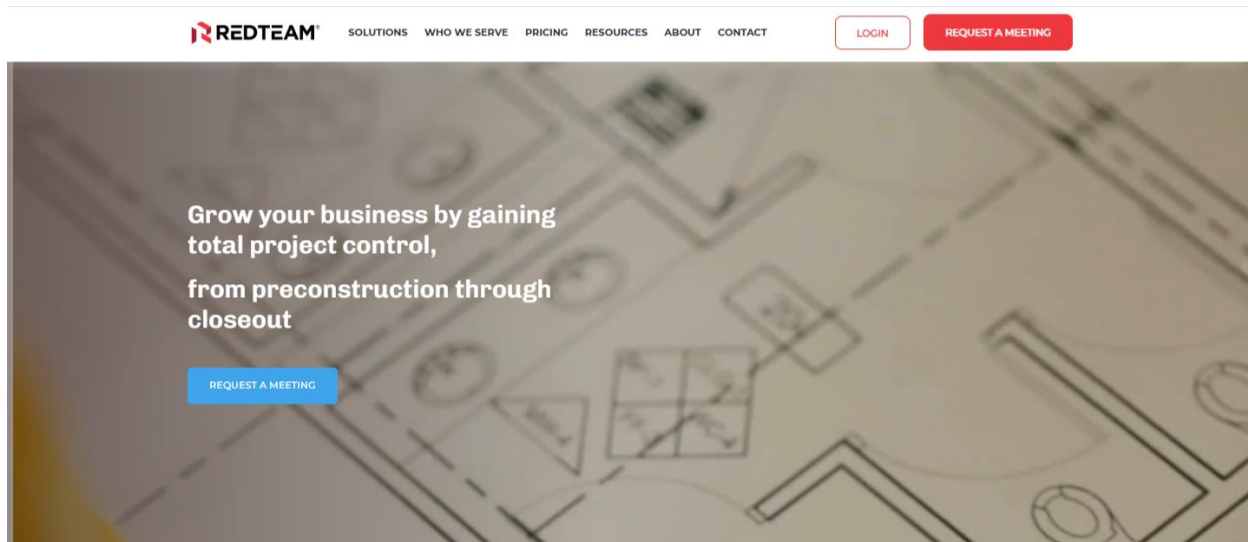 REDTEAM®
SOLUTIONS WHO WE SERVE PRICING RESOURCES ABOUT CONTACT
LOGIN
REQUEST A MEETING
Grow your business by gaining
total project control,
from preconstruction through
closeout
REQUEST A MEETING